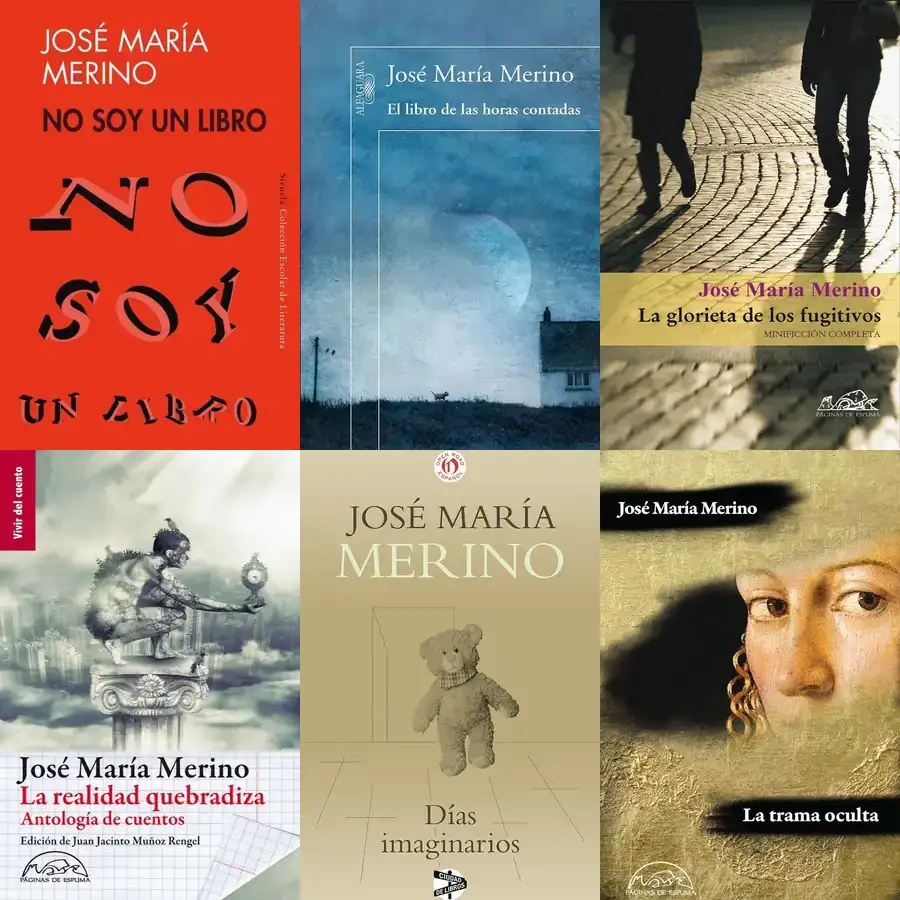 JOSÉ MARÍA
MERINO
NO SOY UN LIBRO
NO
SOY
UN LIBRO
Siruela Colección Escolar de Literatura
ALFAGUARA
José María Merino
El libro de las horas contadas
José María Merino
La glorieta de los fugitivos
MINIFICCIÓN COMPLETA
PÁGINAS DE ESPUMA
Vivir del cuento
José María Merino
La realidad quebradiza
Antología de cuentos
Edición de Juan Jacinto Muñoz Rengel
PÁGINAS DE ESPUMA
OPEN ROAD
ESPAÑOL
JOSÉ MARÍA
MERINO
Días
imaginarios
CIUDAD
DE LIBROS
José María Merino
La trama oculta
PÁGINAS DE ESPUMA